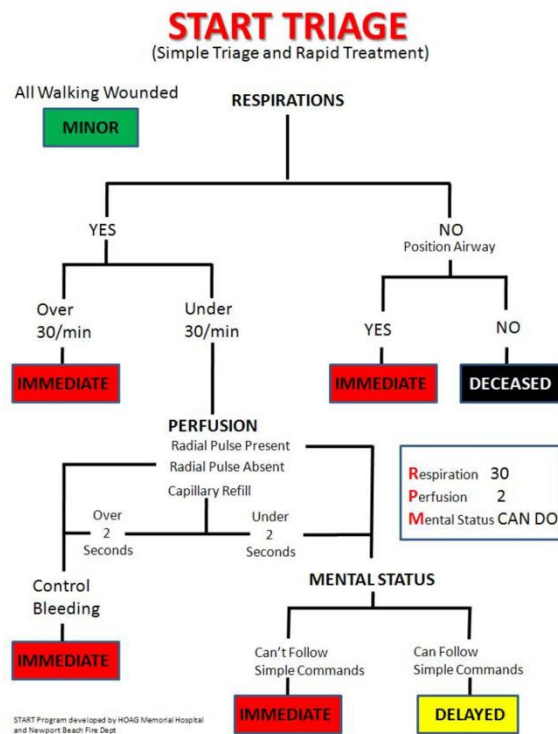 START TRIAGE
(Simple Triage and Rapid Treatment)
All Walking Wounded
MINOR
RESPIRATIONS
YES
NO
Position Airway
Over
30/min
Under
30/min
YES
NO
IMMEDIATE
IMMEDIATE
DECEASED
PERFUSION
Radial Pulse Present
Radial Pulse Absent
Capillary Refill
Over
2
Seconds
Under
2
Seconds
Respiration 30
Perfusion 2
Mental Status CAN DO
Control
Bleeding
IMMEDIATE
MENTAL STATUS
Can't Follow
Simple Commands
Can Follow
Simple Commands
IMMEDIATE
DELAYED
START Program developed by HOAG Memorial Hospital
and Newport Beach Fire Dept